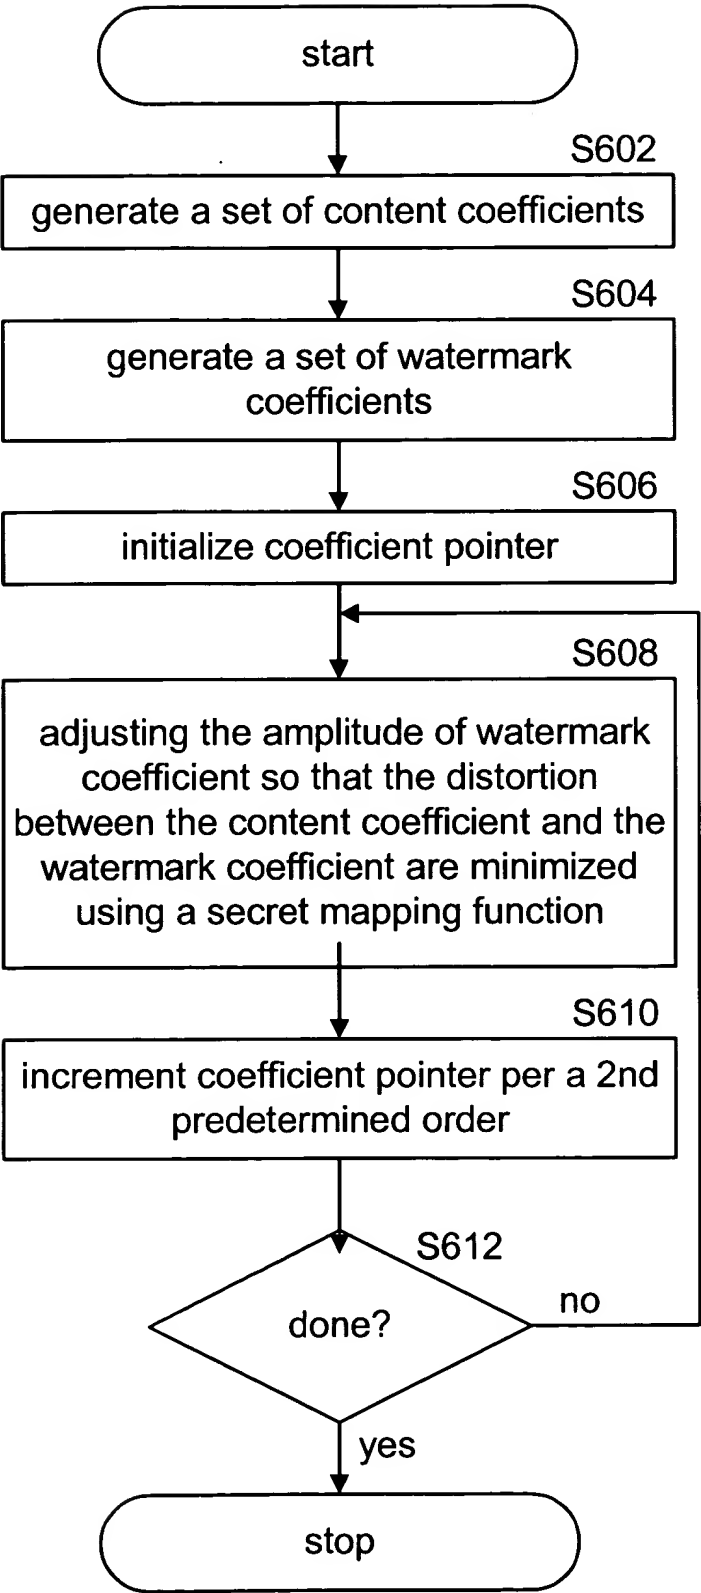 start
S602
generate a set of content coefficients
S604
generate a set of watermark
coefficients
S606
initialize coefficient pointer
S608
adjusting the amplitude of watermark
coefficient so that the distortion
between the content coefficient and the
watermark coefficient are minimized
using a secret mapping function
S610
increment coefficient pointer per a 2nd
predetermined order
S612
done?
no
yes
stop